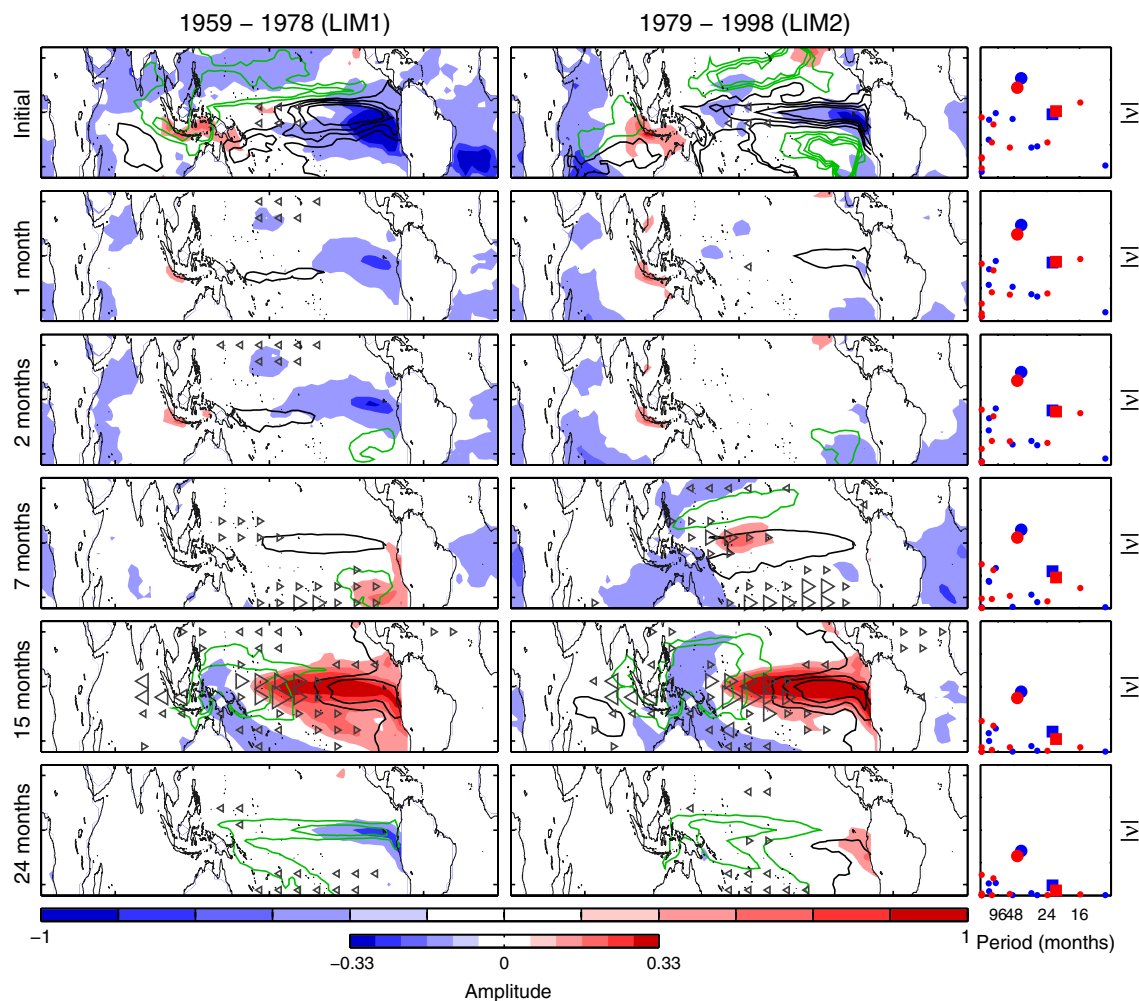 1959 − 1978 (LIM1)
1979 − 1998 (LIM2)
Initial
|v|
1 month
|v|
2 months
|v|
7 months
|v|
15 months
|v|
24 months
|v|
96 48 24 16
−1
1
Period (months)
−0.33
0
0.33
Amplitude